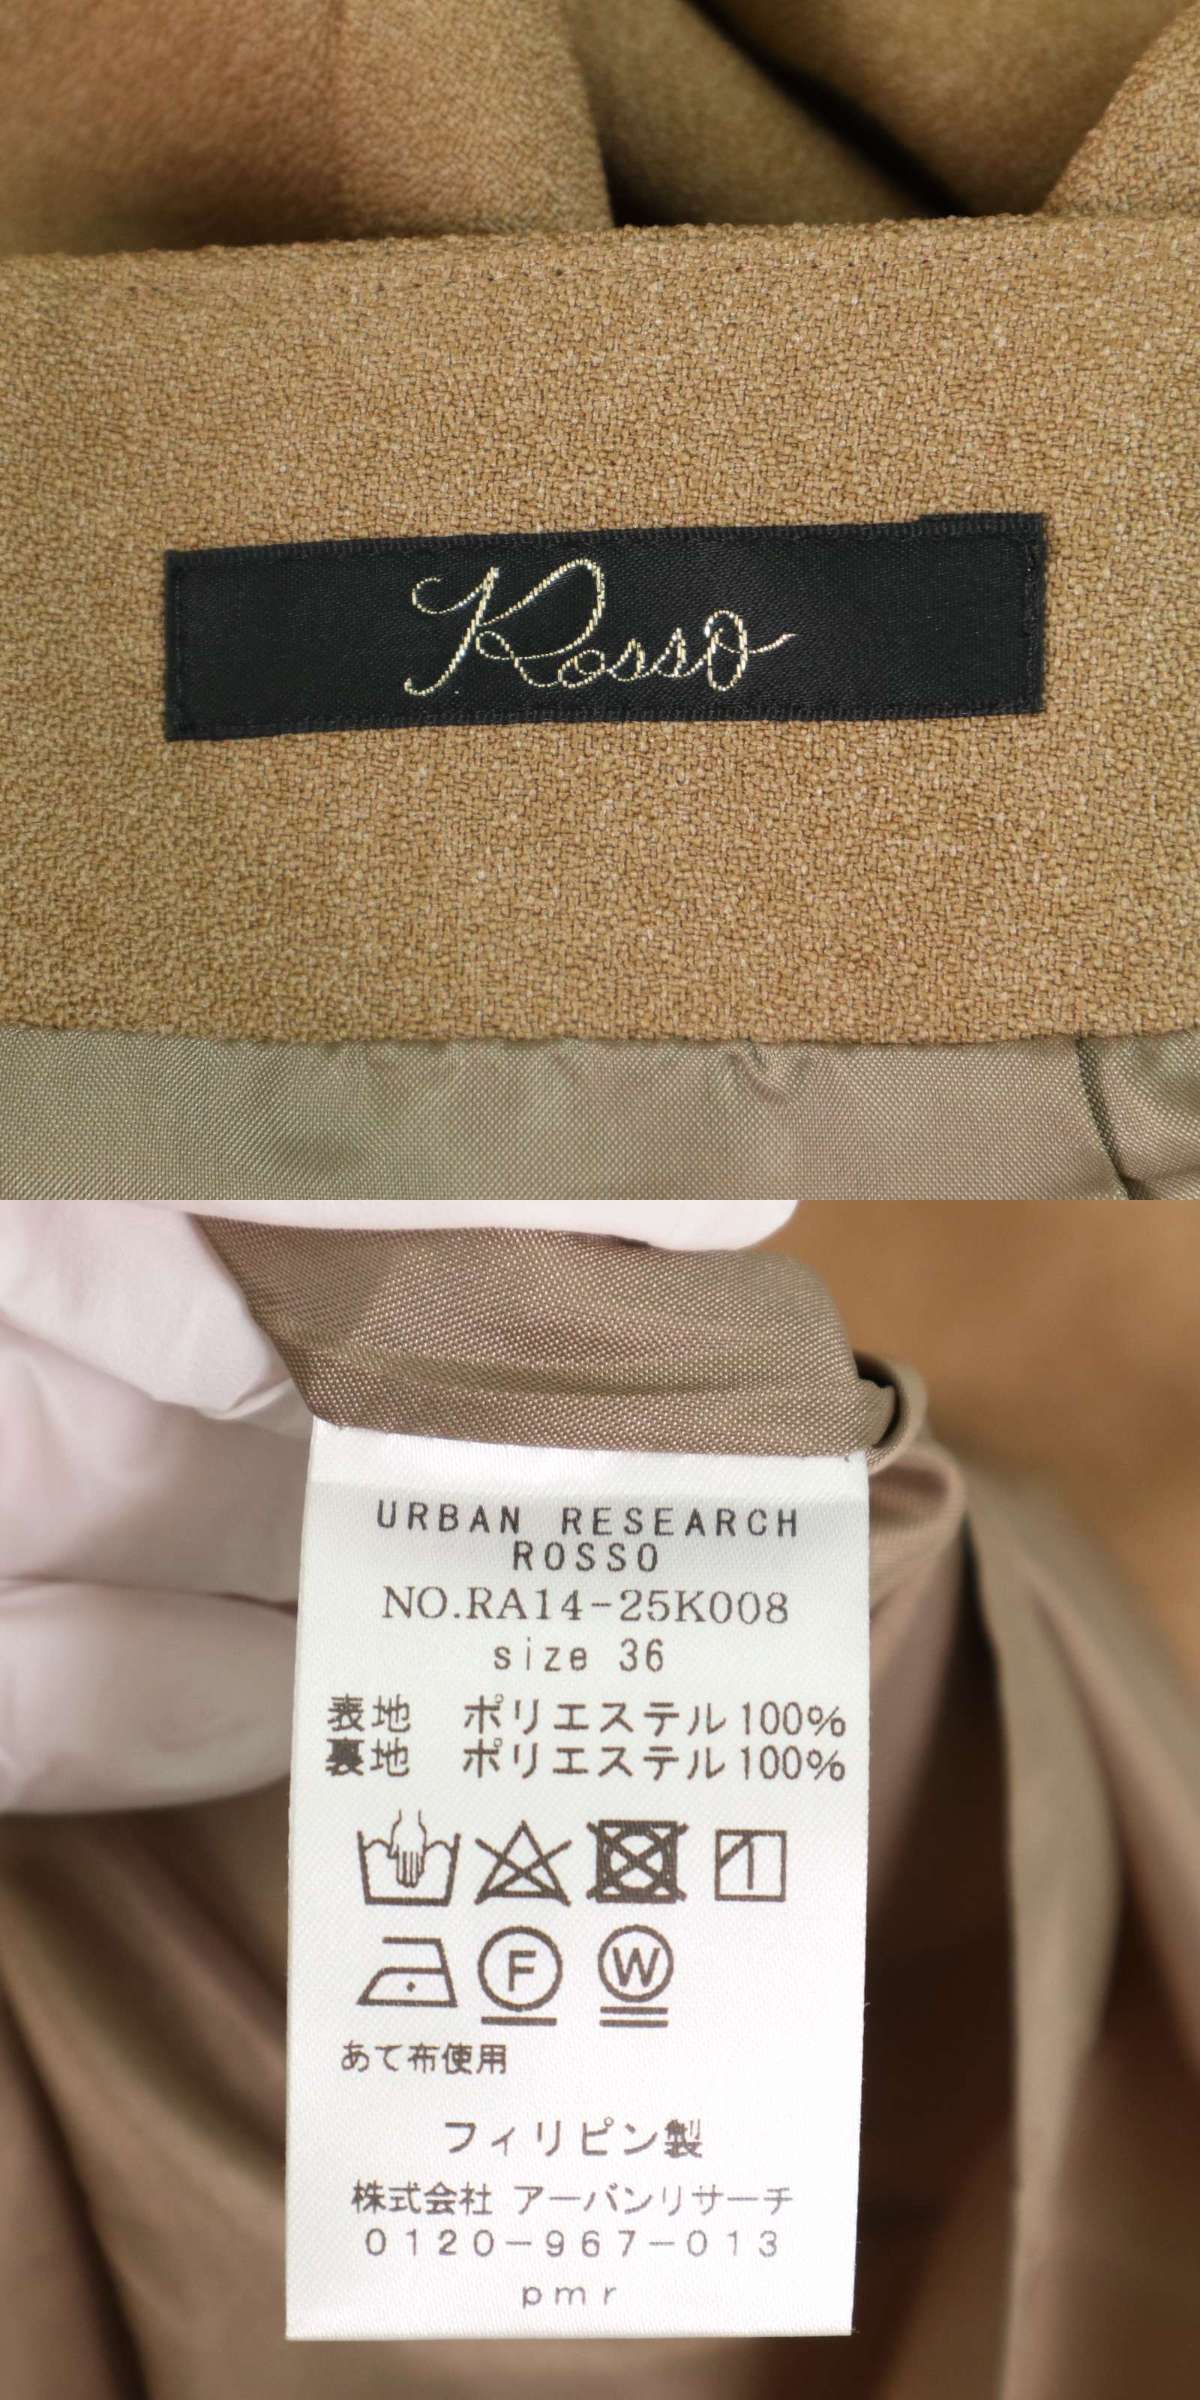 Rosso
URBAN RESEARCH
ROSSO
NO.RA14-25K008
size 36
表地 ポリエステル100%
裏地 ポリエステル100%
1
F W
あて布使用
フィリピン製
株式会社 アーバンリサーチ
0120-967-013
pmr